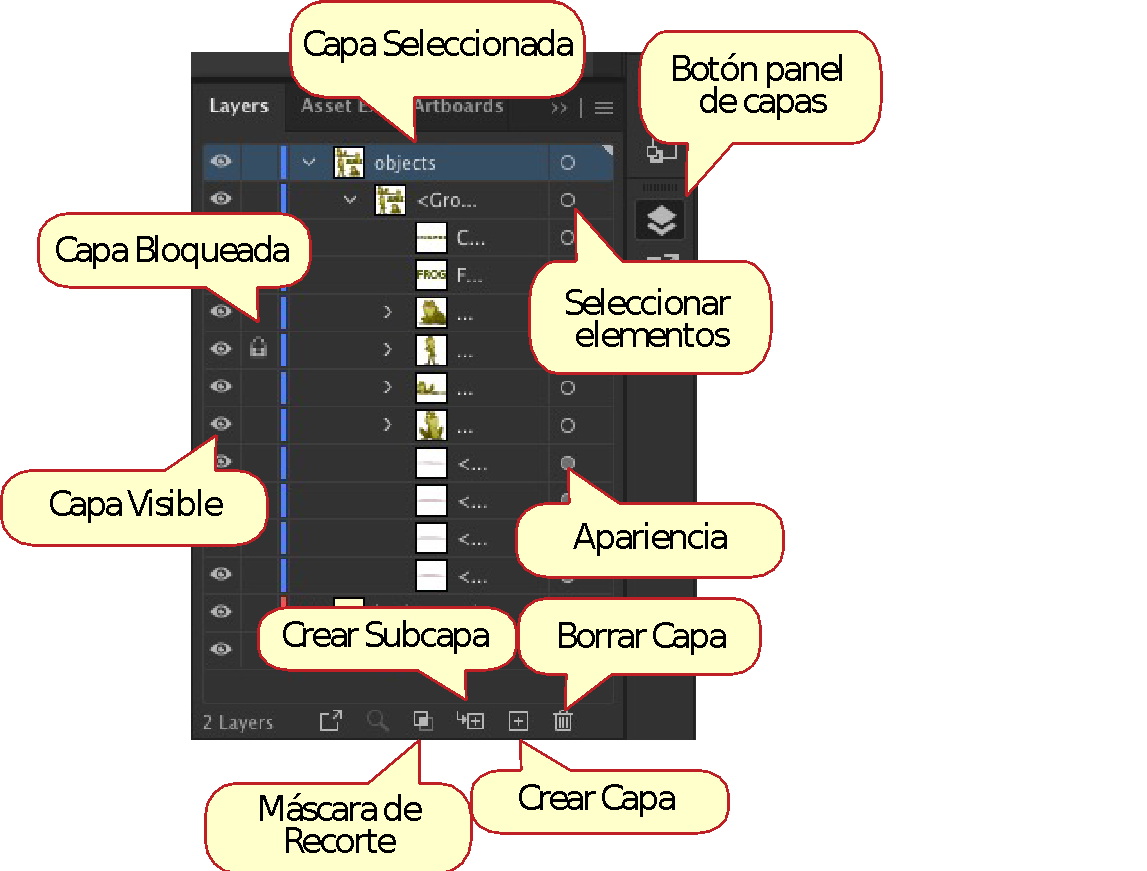 Capa Seleccionada
Botón panel
de capas
Layers
Asset E
Artboards
objects
<Gro...
Capa Bloqueada
C...
FROG
F...
Seleccionar
elementos
...
...
...
...
<...
Capa Visible
<...
Apariencia
<...
<...
Crear Subcapa
Borrar Capa
2 Layers
Crear Capa
Máscara de
Recorte